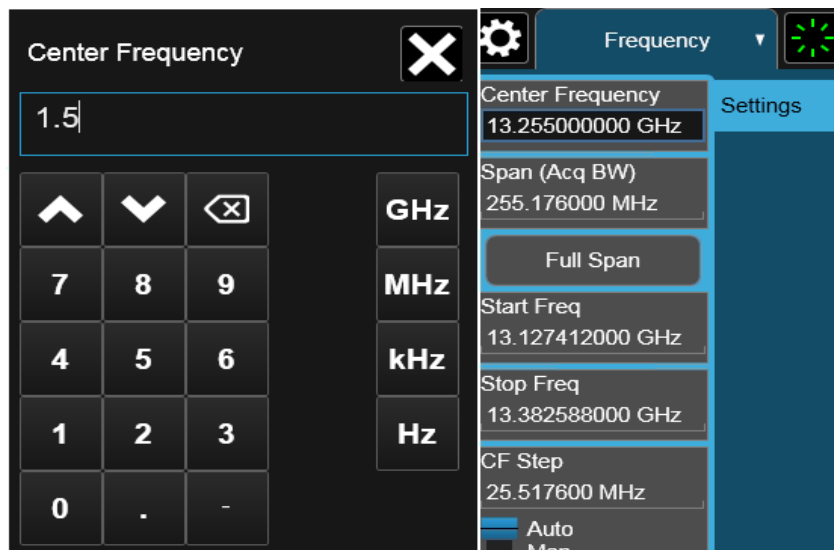 Center Frequency
1.5
GHz
7 8 9 MHz
4 5 6 kHz
1 2 3 Hz
0 . -
Frequency
Center Frequency
13.255000000 GHz
Settings
Span (Acq BW)
255.176000 MHz
Full Span
Start Freq
13.127412000 GHz
Stop Freq
13.382588000 GHz
CF Step
25.517600 MHz
Auto